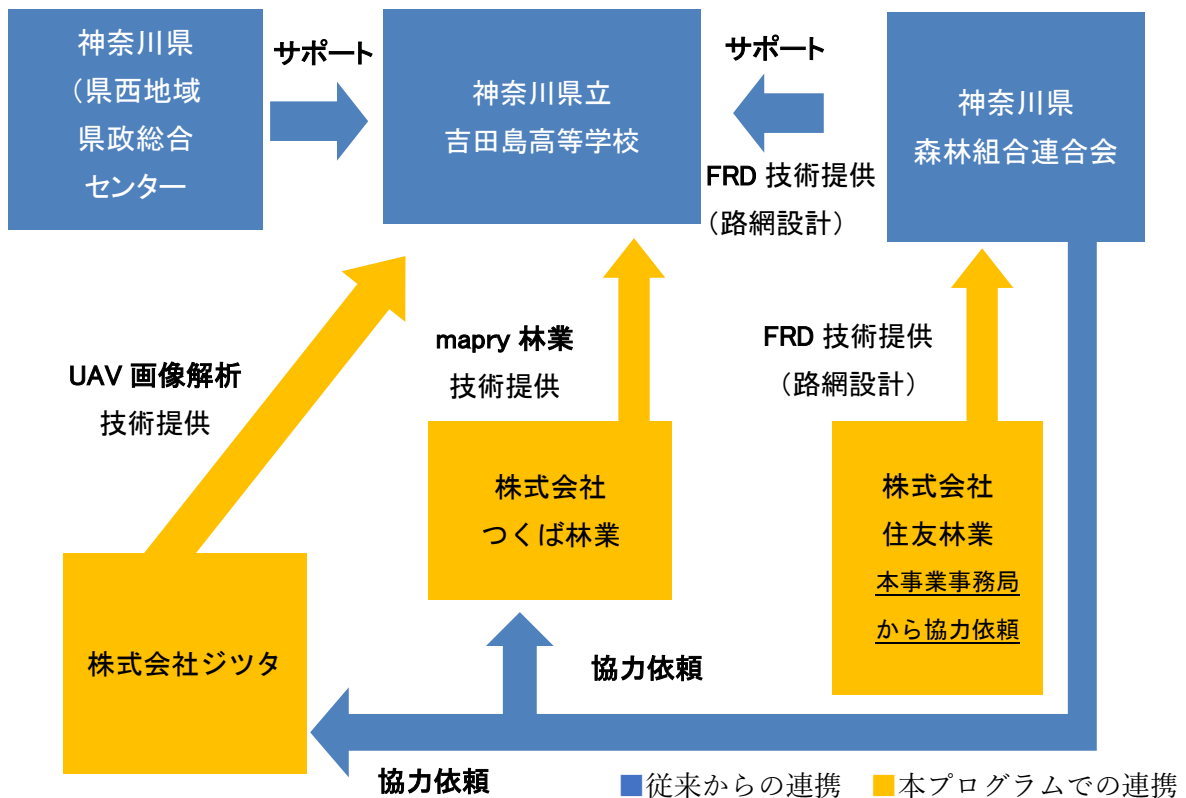 神奈川県
（県西地域
県政総合
センター
サポート
神奈川県立
吉田島高等学校
サポート
FRD 技術提供
（路網設計）
神奈川県
森林組合連合会
UAV 画像解析
技術提供
mapry 林業
技術提供
FRD 技術提供
（路網設計）
株式会社ジツタ
株式会社
つくば林業
株式会社
住友林業
本事業事務局
から協力依頼
協力依頼
協力依頼
■従来からの連携 ■本プログラムでの連携